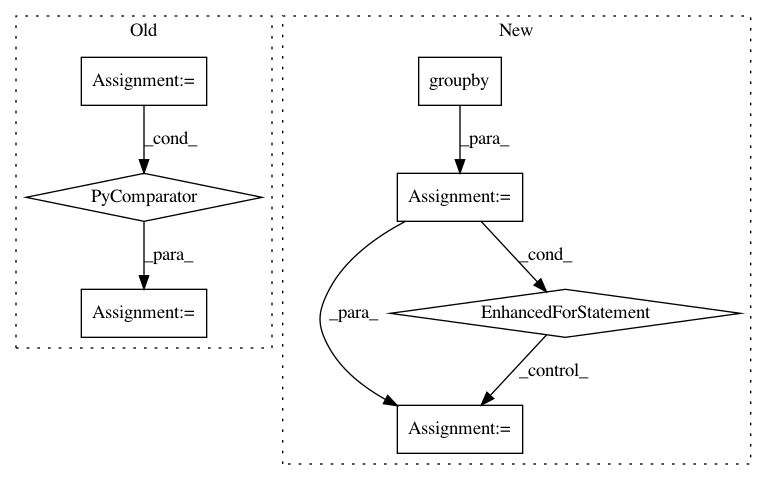 Old
Assignment:=
_cond_
PyComparator
_para_
Assignment:=
New
groupby
_para_
Assignment:=
_cond_
_para_
EnhancedForStatement
_control_
Assignment:=